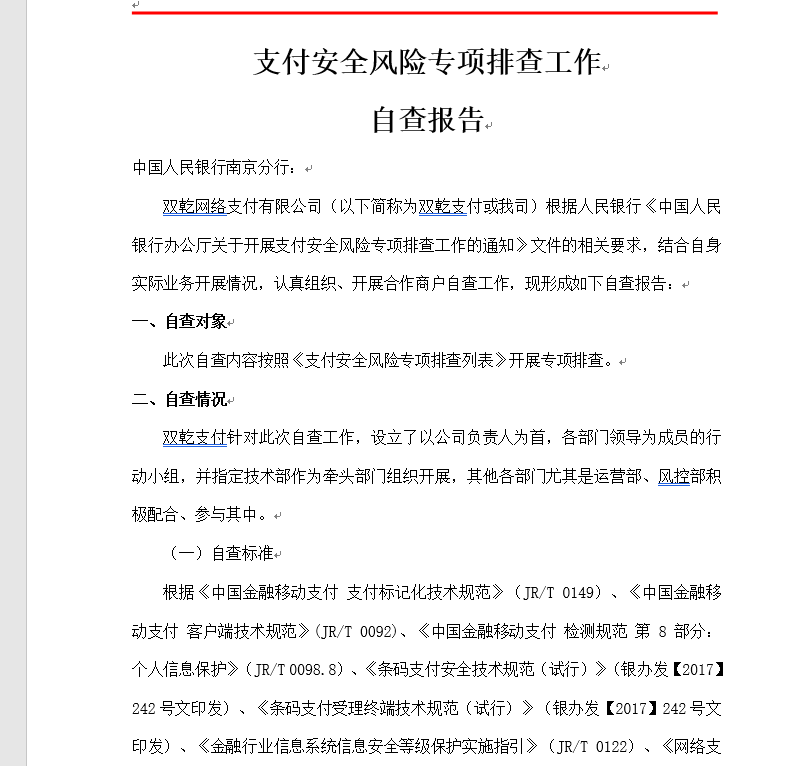 支付安全风险专项排查工作
自查报告
中国人民银行南京分行：
双乾网络支付有限公司（以下简称为双乾支付或我司）根据人民银行《中国人民
银行办公厅关于开展支付安全风险专项排查工作的通知》文件的相关要求，结合自身
实际业务开展情况，认真组织、开展合作商户自查工作，现形成如下自查报告：
一、自查对象
此次自查内容按照《支付安全风险专项排查列表》开展专项排查。
二、自查情况
双乾支付针对此次自查工作，设立了以公司负责人为首，各部门领导为成员的行
动小组，并指定技术部作为牵头部门组织开展，其他各部门尤其是运营部、风控部积
极配合、参与其中。
（一）自查标准
根据《中国金融移动支付 支付标记化技术规范》（JR/T 0149）、《中国金融移
动支付 客户端技术规范》(JR/T 0092)、《中国金融移动支付 检测规范 第 8 部分：
个人信息保护》（JR/T 0098.8）、《条码支付安全技术规范（试行）》（银办发【2017】
242 号文印发）、《条码支付受理终端技术规范（试行）》（银办发【2017】242 号文
印发）、《金融行业信息系统信息安全等级保护实施指引》（JR/T 0122）、《网络支